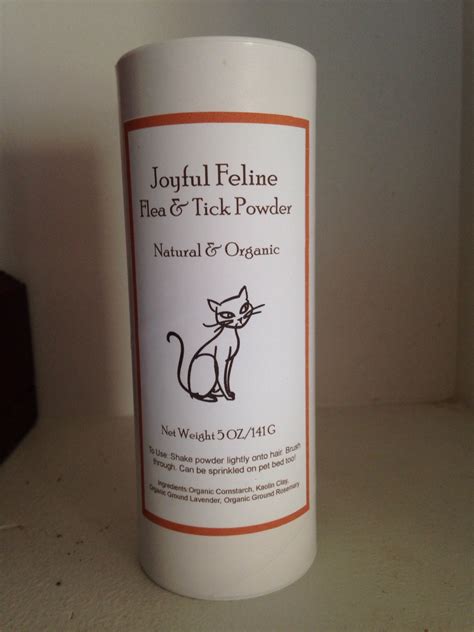 Joyful Feline
Flea & Tick Powder
Natural & Organic
Net Weight 5 OZ/141 G
To Use: Shake powder lightly onto hair. Brush
through. Can be sprinkled on pet bed too!
Ingredients Organic Cornstarch, Kaolin Clay,
Organic Ground Lavender, Organic Ground Rosemary